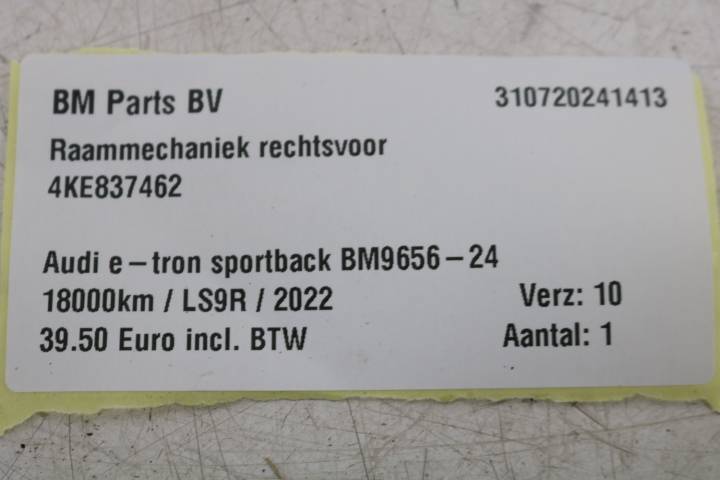 BM Parts BV 310720241413
Raammechaniek rechtsvoor
4KE837462
Audi e-tron sportback BM9656-24
18000km / LS9R / 2022 Verz: 10
39.50 Euro incl. BTW Aantal: 1